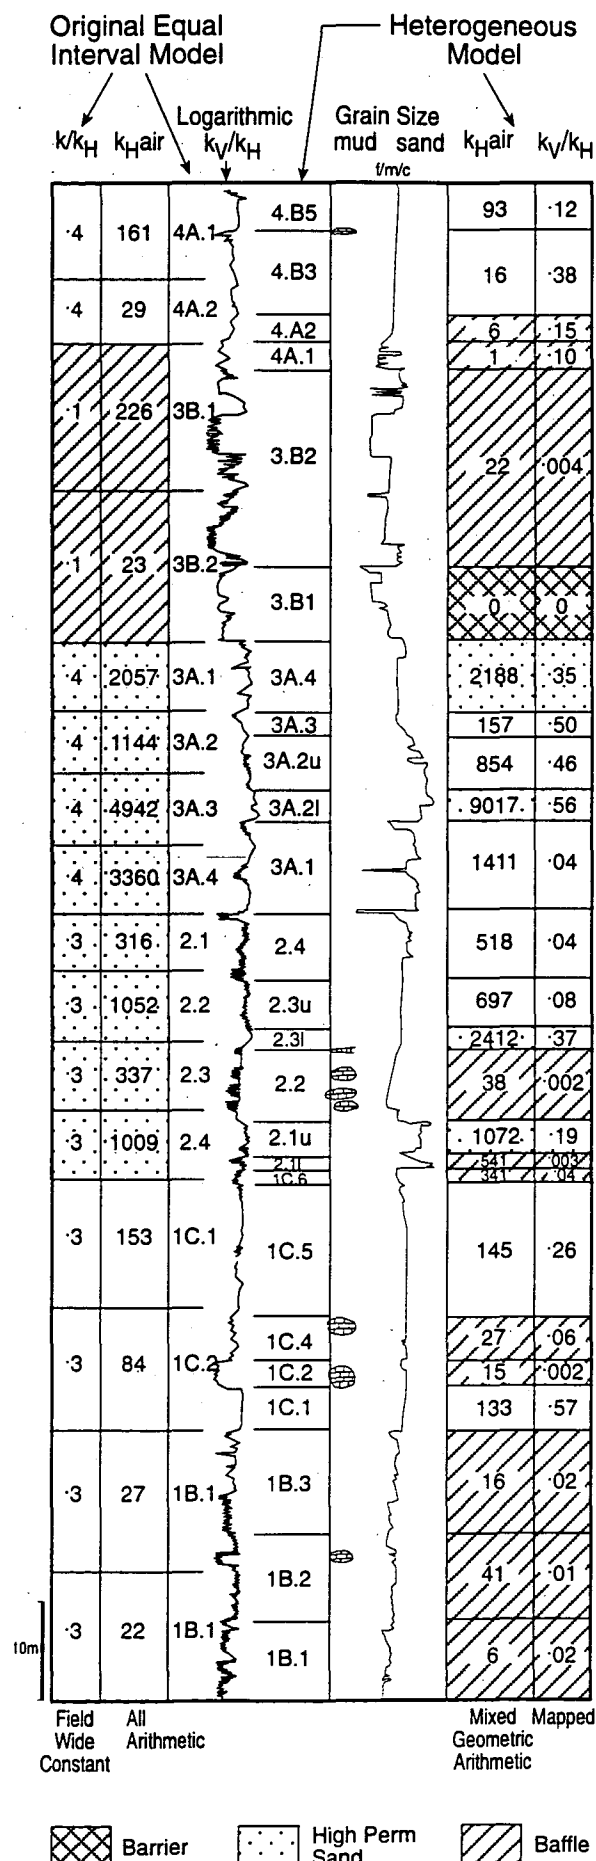 Original Equal
Interval Model
Heterogeneous
Model
k/kH
kHair
Logarithmic
kV/kH
Grain Size
mud sand
f/m/c
kHair
kV/kH
·4 161 4A.1
·4 29 4A.2
·1 226 3B.1
·1 23 3B.2
·4 2057 3A.1
·4 1144 3A.2
·4 4942 3A.3
·4 3360 3A.4
·3 316 2.1
·3 1052 2.2
·3 337 2.3
·3 1009 2.4
·3 153 1C.1
·3 84 1C.2
·3 27 1B.1
·3 22 1B.1
4.B5 93 ·12
4.B3 16 ·38
4.A2 6 ·15
4A.1 1 ·10
3.B2 22 ·004
3.B1 0 0
3A.4 2188 ·35
3A.3 157 ·50
3A.2u 854 ·46
3A.2l 9017 ·56
3A.1 1411 ·04
2.4 518 ·04
2.3u 697 ·08
2.3l 2412 ·37
2.2 38 ·002
2.1u 1072 ·19
2.1l 541 ·003
1C.6 341 ·04
1C.5 145 ·26
1C.4 27 ·06
1C.2 15 ·002
1C.1 133 ·57
1B.3 16 ·02
1B.2 41 ·01
1B.1 6 ·02
10m
Field
Wide
Constant
All
Arithmetic
Mixed
Geometric
Arithmetic
Mapped
Barrier
High Perm
Sand
Baffle